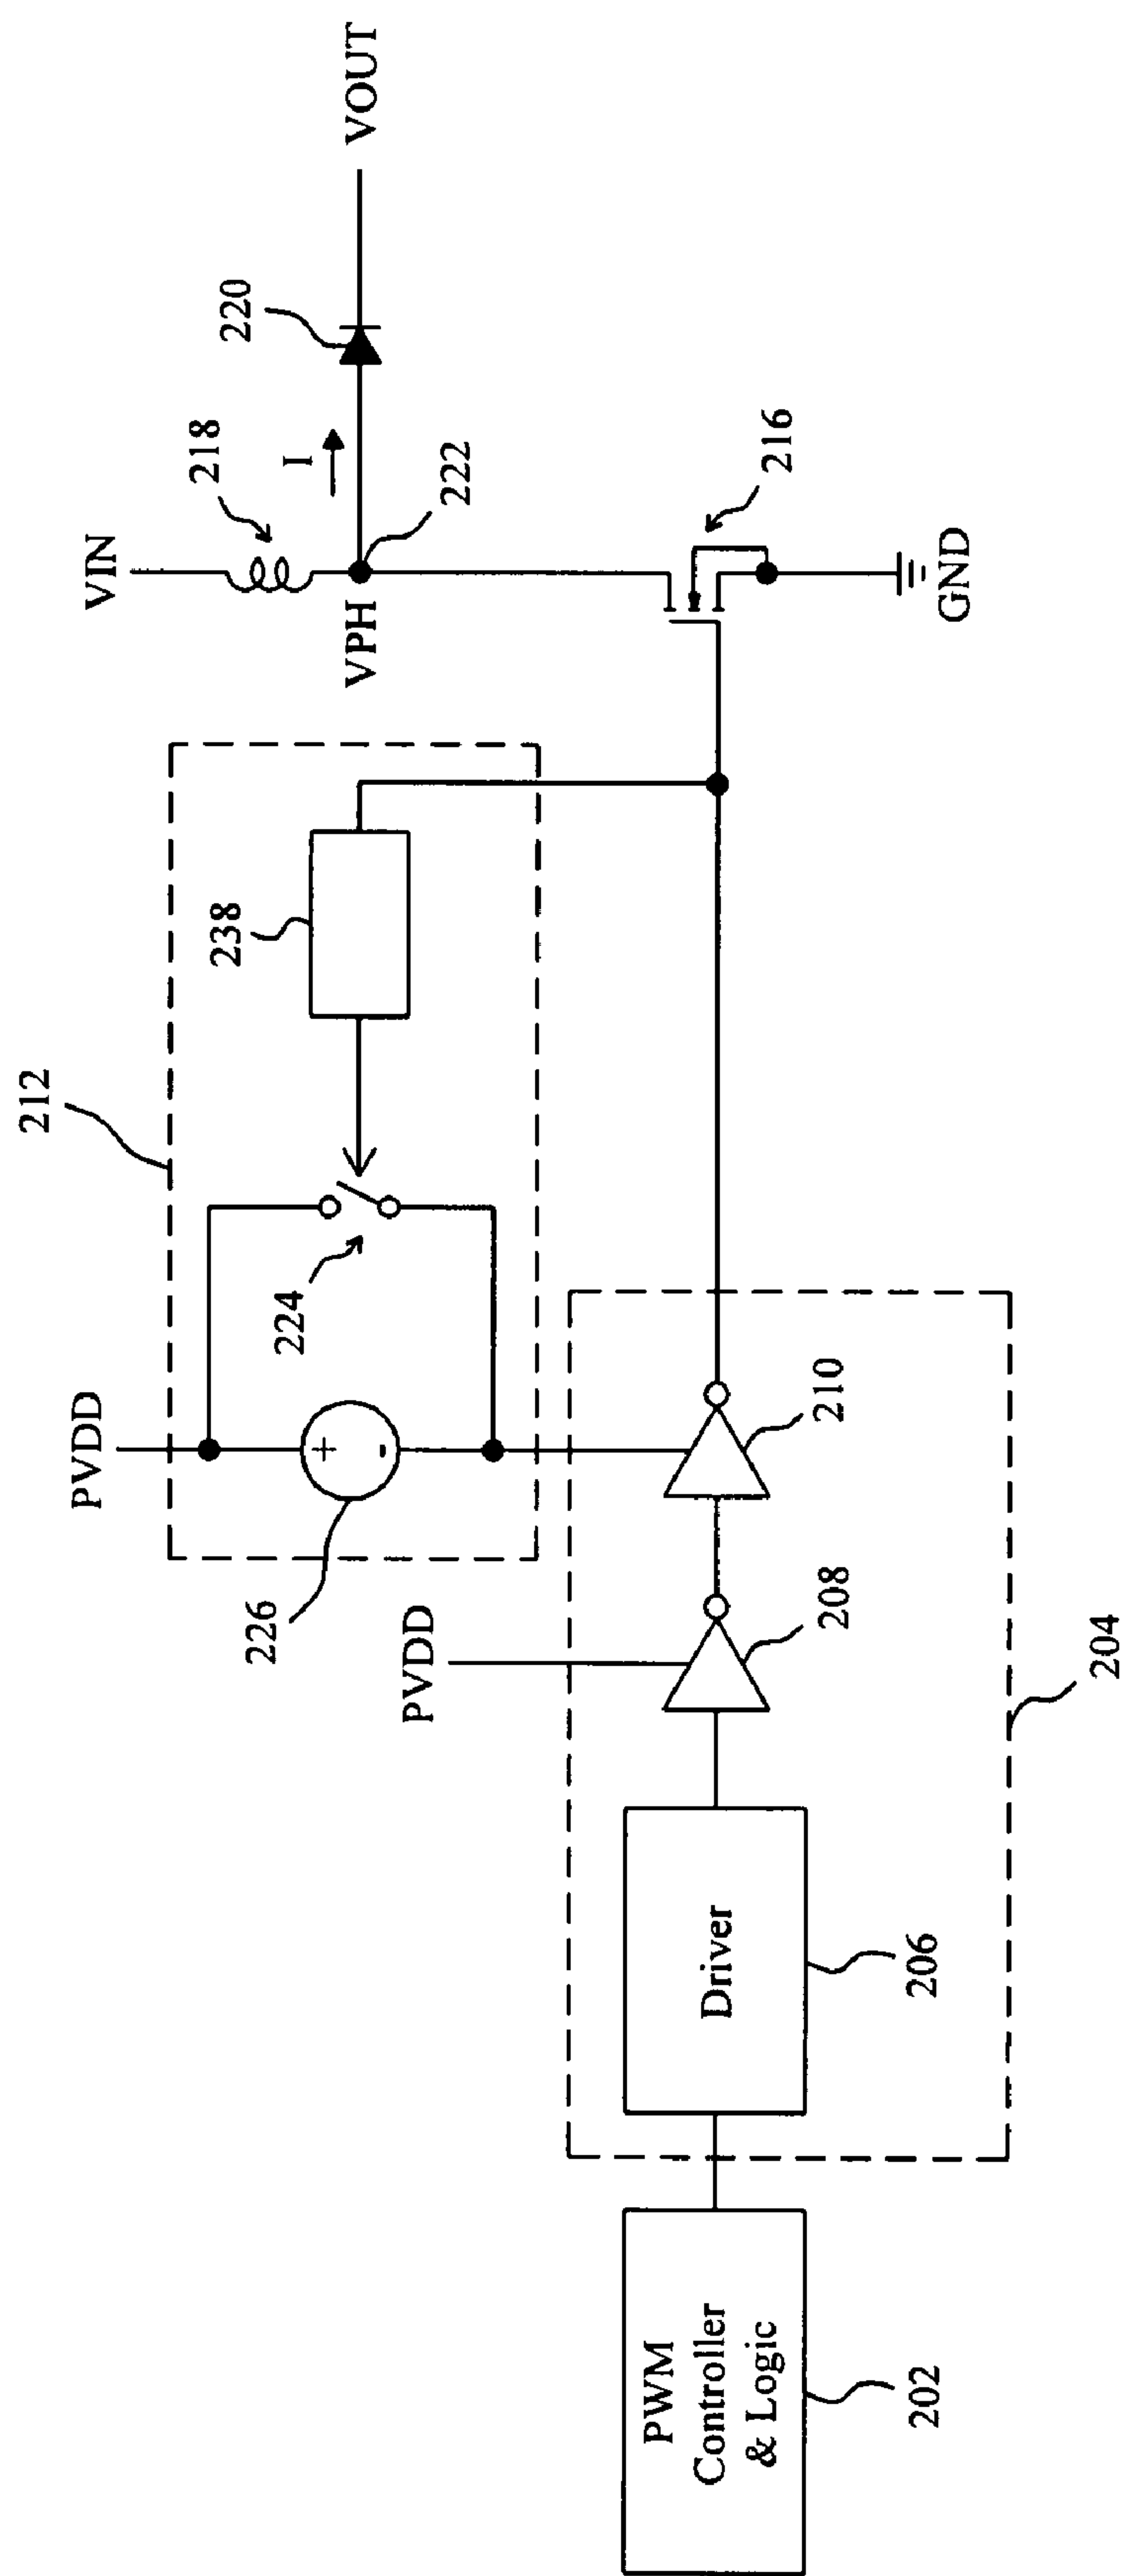 PWM
Controller
& Logic
202
Driver
206
204
208
210
PVDD
PVDD
226
+
-
224
212
238
VIN
218
VPH
222
I
220
VOUT
216
GND